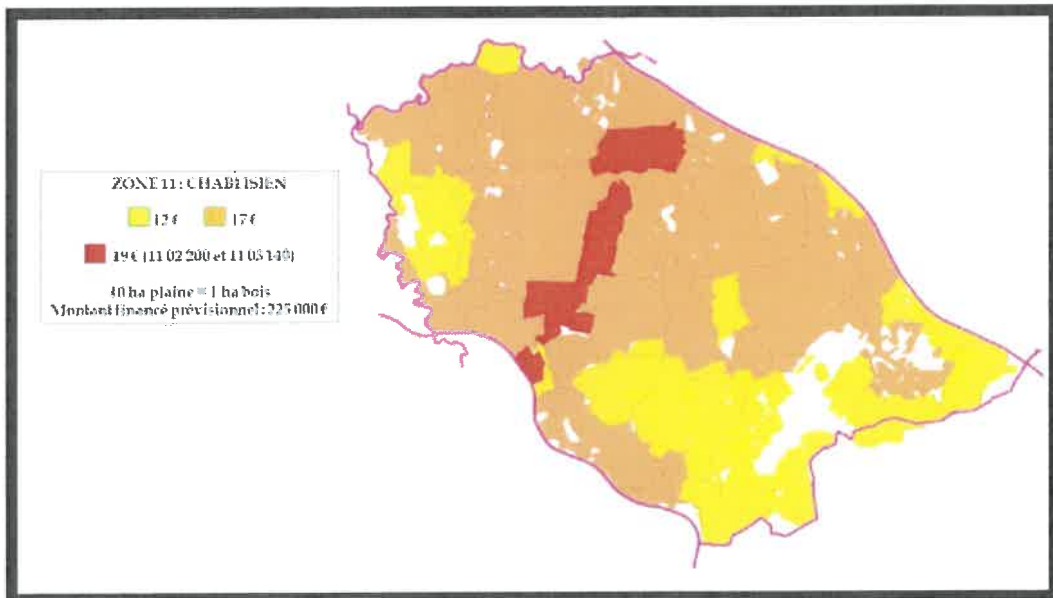 ZONE 11 : CHABLISIEN
12 € 17 €
19 € (11 02 200 et 11 03 140)
40 ha plaine = 1 ha bois
Montant financé prévisionnel : 225 000 €